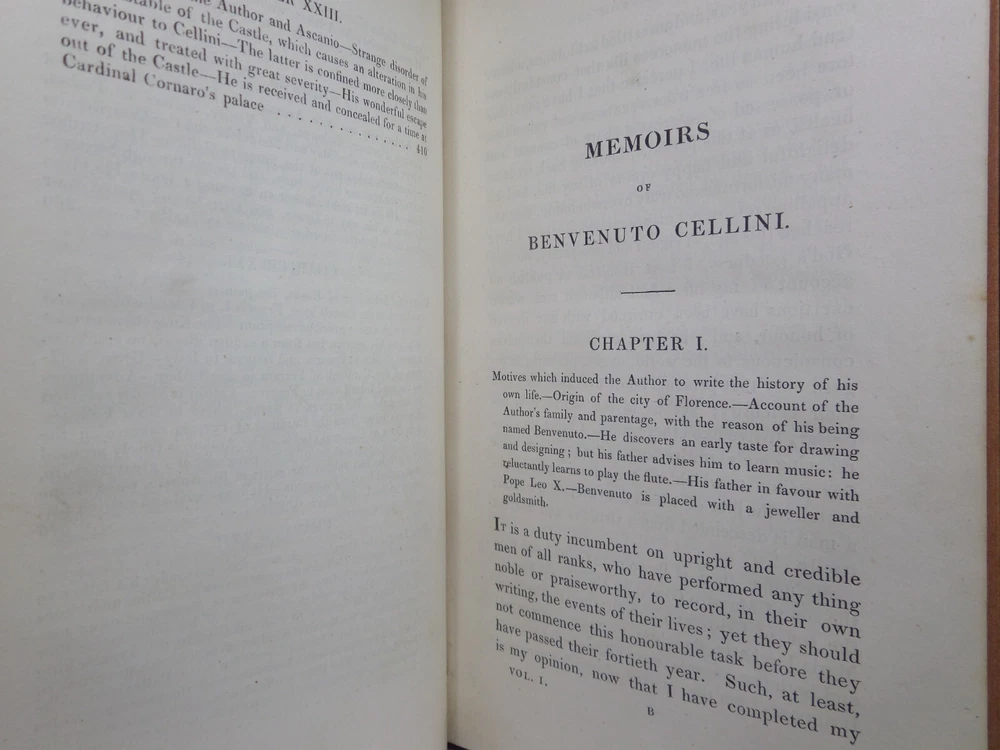 XXIII.
the Author and Ascanio—Strange disorder of
of the Castle, which causes an alteration in his
behaviour to Cellini—The latter is confined more closely than
ever, and treated with great severity—His wonderful escape
out of the Castle—He is received and concealed for a time at
Cardinal Cornaro's palace . . . . . . . . . . . . . 410
MEMOIRS
OF
BENVENUTO CELLINI.
CHAPTER I.
Motives which induced the Author to write the history of his
own life.—Origin of the city of Florence.—Account of the
Author's family and parentage, with the reason of his being
named Benvenuto.—He discovers an early taste for drawing
and designing; but his father advises him to learn music: he
reluctantly learns to play the flute.—His father in favour with
Pope Leo X.—Benvenuto is placed with a jeweller and
goldsmith.
IT is a duty incumbent on upright and credible
men of all ranks, who have performed any thing
noble or praiseworthy, to record, in their own
writing, the events of their lives; yet they should
not commence this honourable task before they
have passed their fortieth year. Such, at least,
is my opinion, now that I have completed my
VOL. I.
B